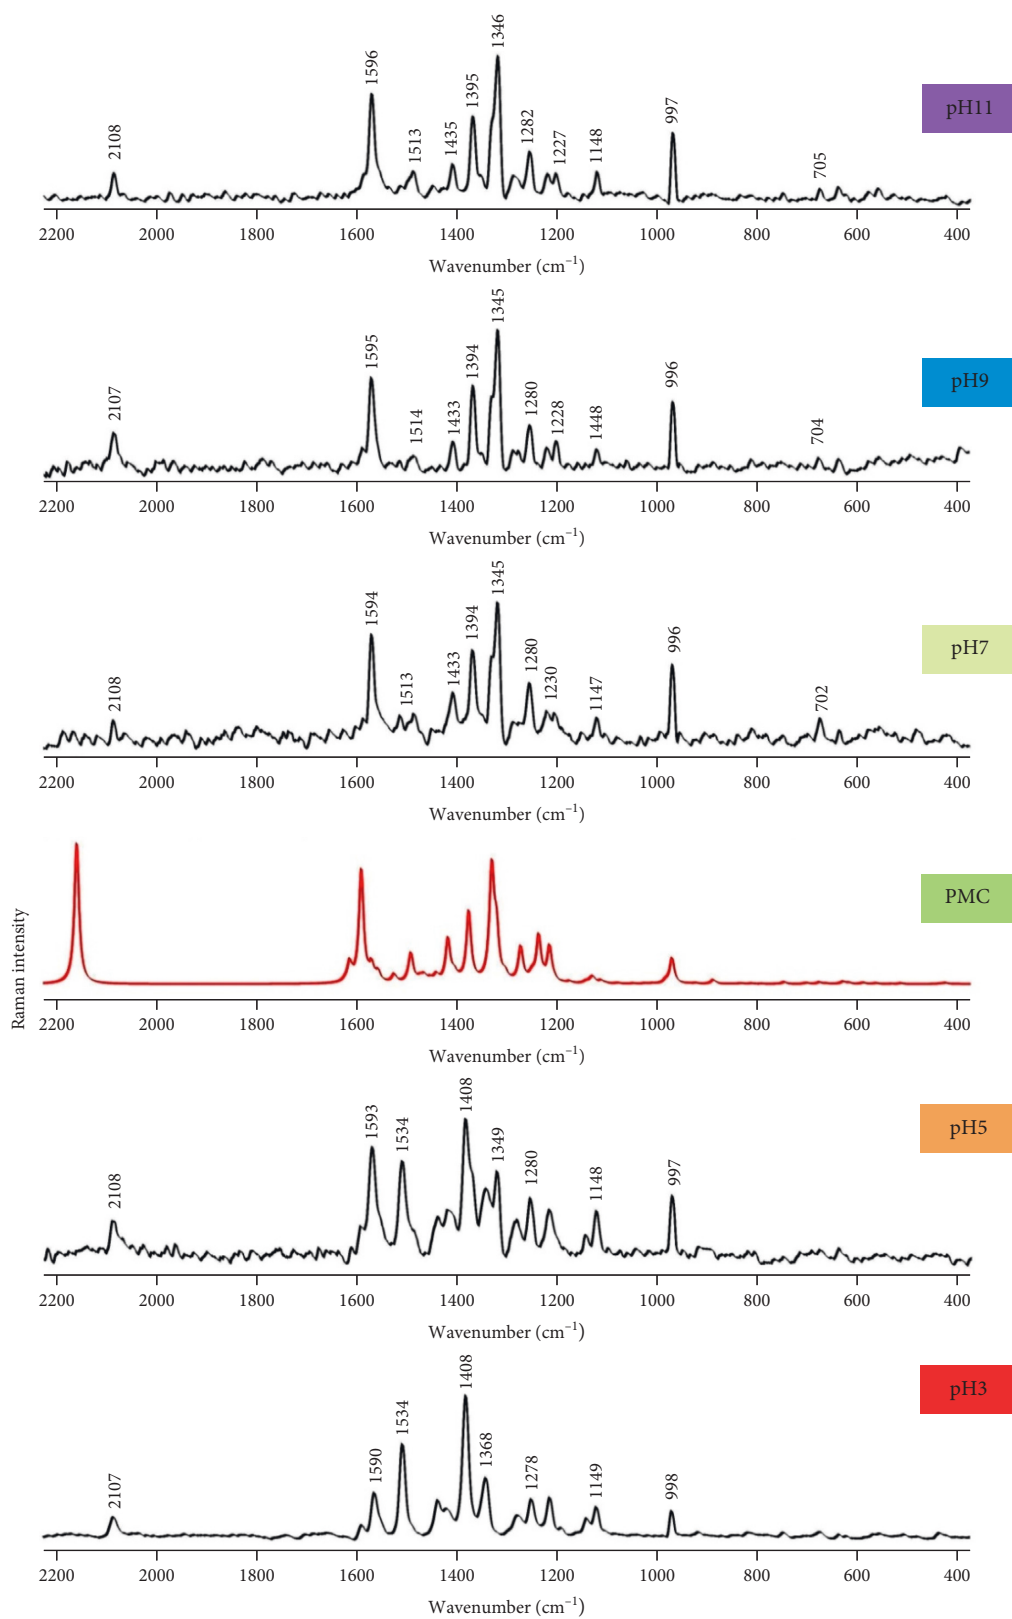 2108
1596
1513
1435
1395
1346
1282
1227
1148
997
705
pH11
2200 2000 1800 1600 1400 1200 1000 800 600 400
Wavenumber (cm⁻¹)
2107
1595
1514
1433
1394
1345
1280
1228
1448
996
704
pH9
2200 2000 1800 1600 1400 1200 1000 800 600 400
Wavenumber (cm⁻¹)
2108
1594
1513
1433
1394
1345
1280
1230
1147
996
702
pH7
2200 2000 1800 1600 1400 1200 1000 800 600 400
Wavenumber (cm⁻¹)
Raman intensity
PMC
2200 2000 1800 1600 1400 1200 1000 800 600 400
Wavenumber (cm⁻¹)
2108
1593
1534
1408
1349
1280
1148
997
pH5
2200 2000 1800 1600 1400 1200 1000 800 600 400
Wavenumber (cm⁻¹)
2107
1590
1534
1408
1368
1278
1149
998
pH3
2200 2000 1800 1600 1400 1200 1000 800 600 400
Wavenumber (cm⁻¹)